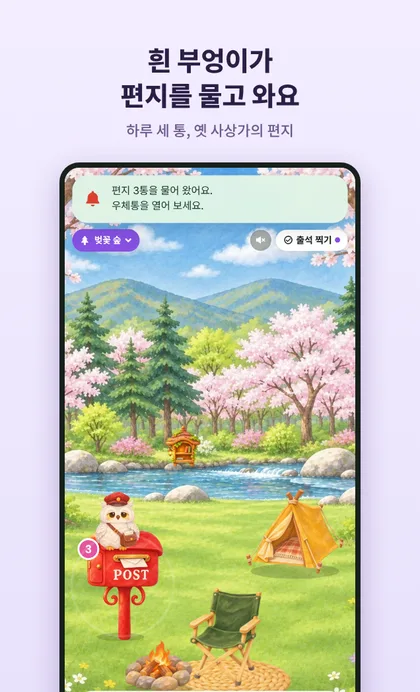 흰 부엉이가
편지를 물고 와요
하루 세 통, 옛 사상가의 편지
편지 3통을 물어 왔어요.
우체통을 열어 보세요.
벚꽃 숲
출석 찍기
3
POST